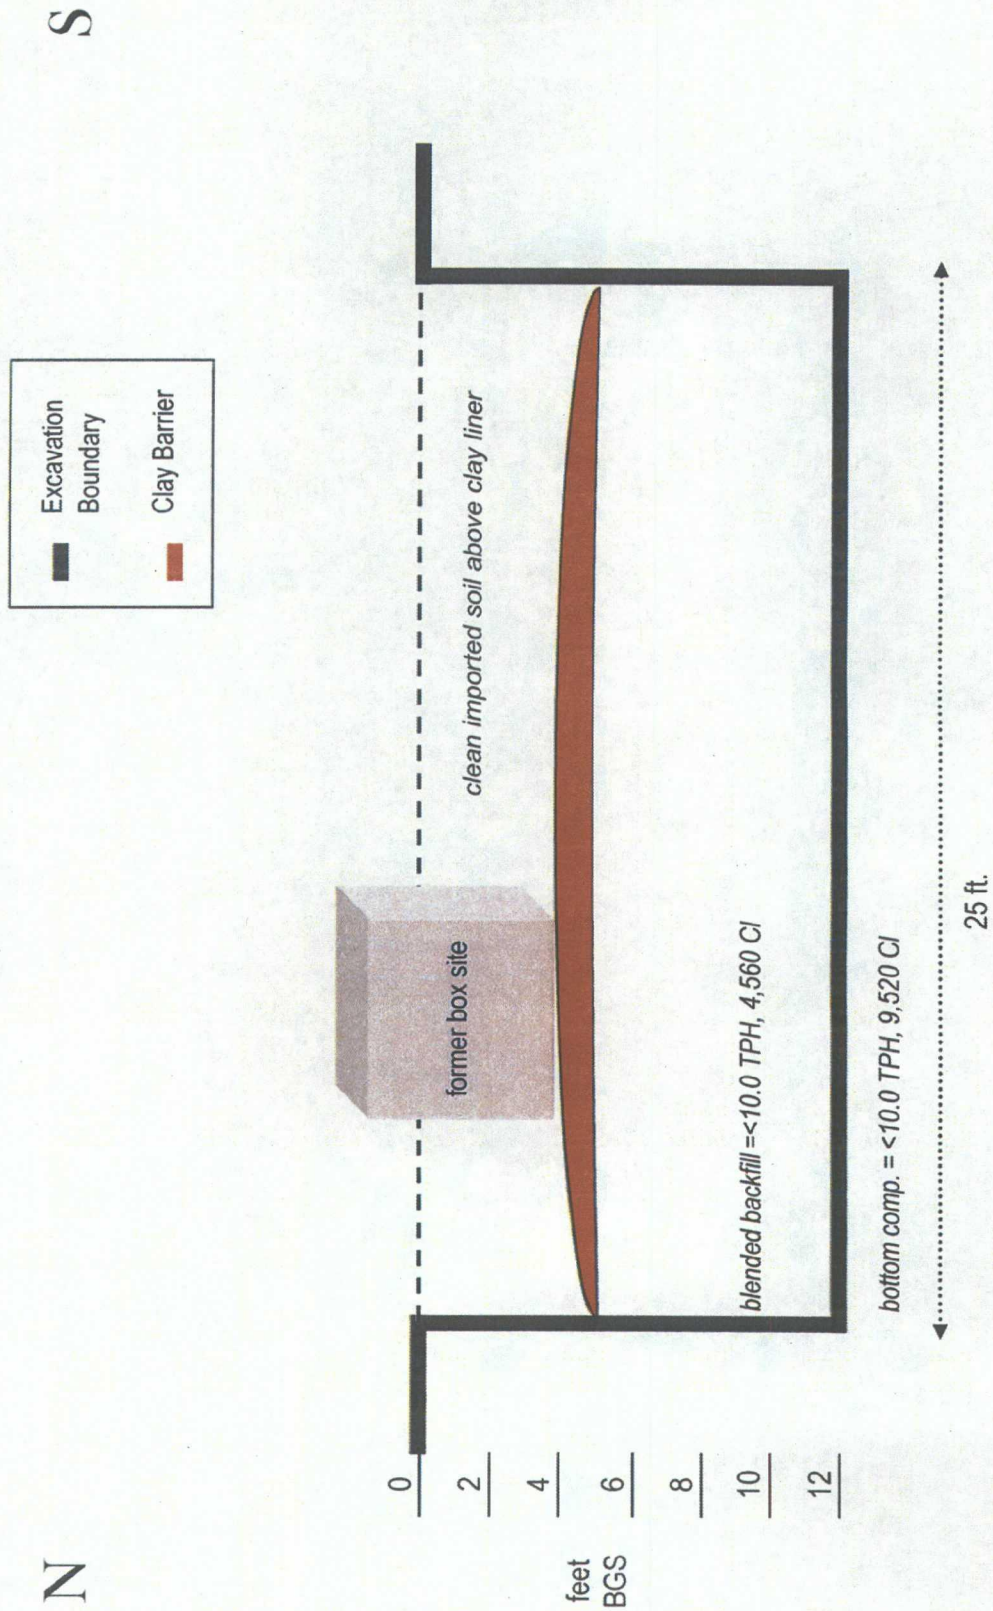 N
S
Excavation
Boundary
Clay Barrier
feet
BGS
0
2
4
6
8
10
12
former box site
clean imported soil above clay liner
blended backfill =<10.0 TPH, 4,560 Cl
bottom comp. = <10.0 TPH, 9,520 Cl
25 ft.